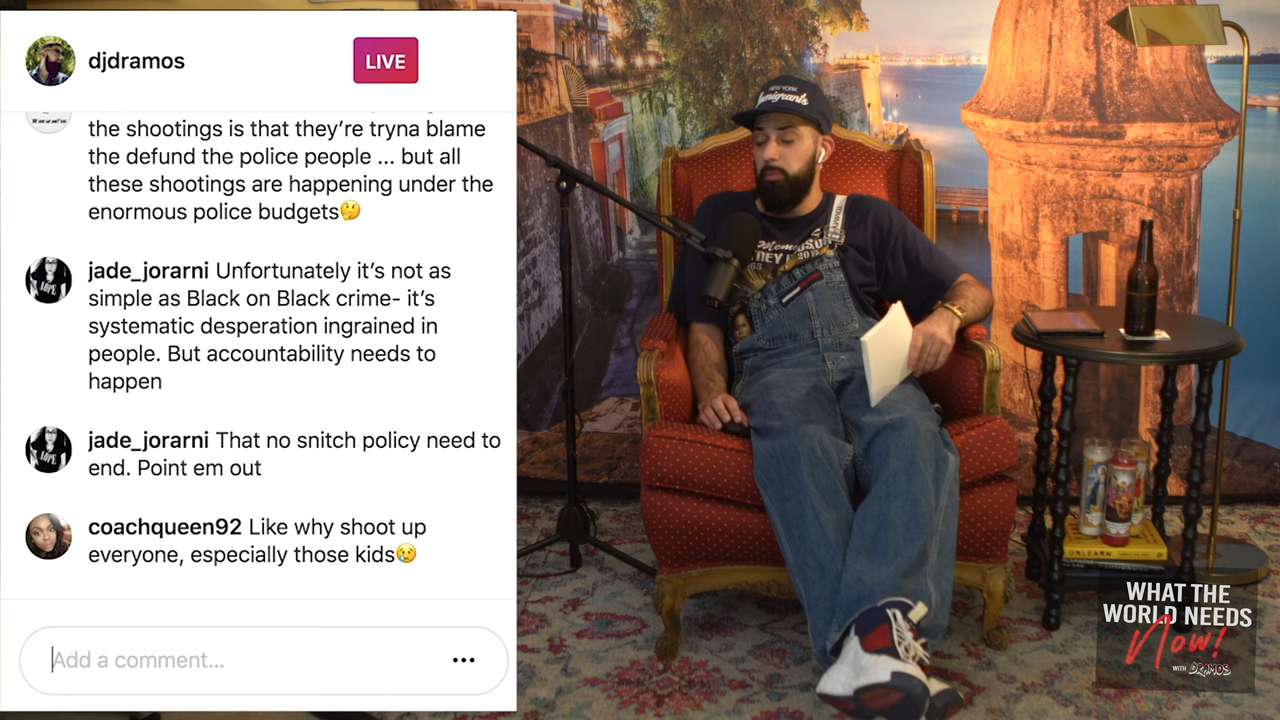 djdramos
LIVE
the shootings is that they're tryna blame
the defund the police people ... but all
these shootings are happening under the
enormous police budgets🤔
jade_jorarni Unfortunately it's not as
simple as Black on Black crime- it's
systematic desperation ingrained in
people. But accountability needs to
happen
jade_jorarni That no snitch policy need to
end. Point em out
coachqueen92 Like why shoot up
everyone, especially those kids😢
Add a comment...
NEW YORK
Immigrants
UNLEARN
WHAT THE
WORLD NEEDS
Now!
WITH DRAMOS